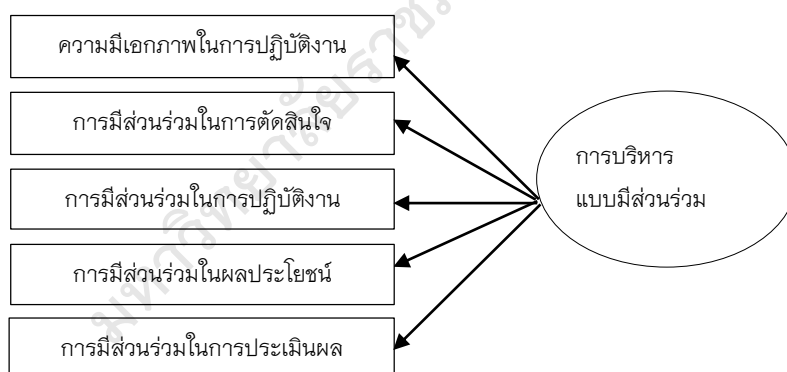 ความมีเอกภาพในการปฏิบัติงาน
การมีส่วนร่วมในการตัดสินใจ
การมีส่วนร่วมในการปฏิบัติงาน
การมีส่วนร่วมในผลประโยชน์
การมีส่วนร่วมในการประเมินผล
การบริหาร
แบบมีส่วนร่วม